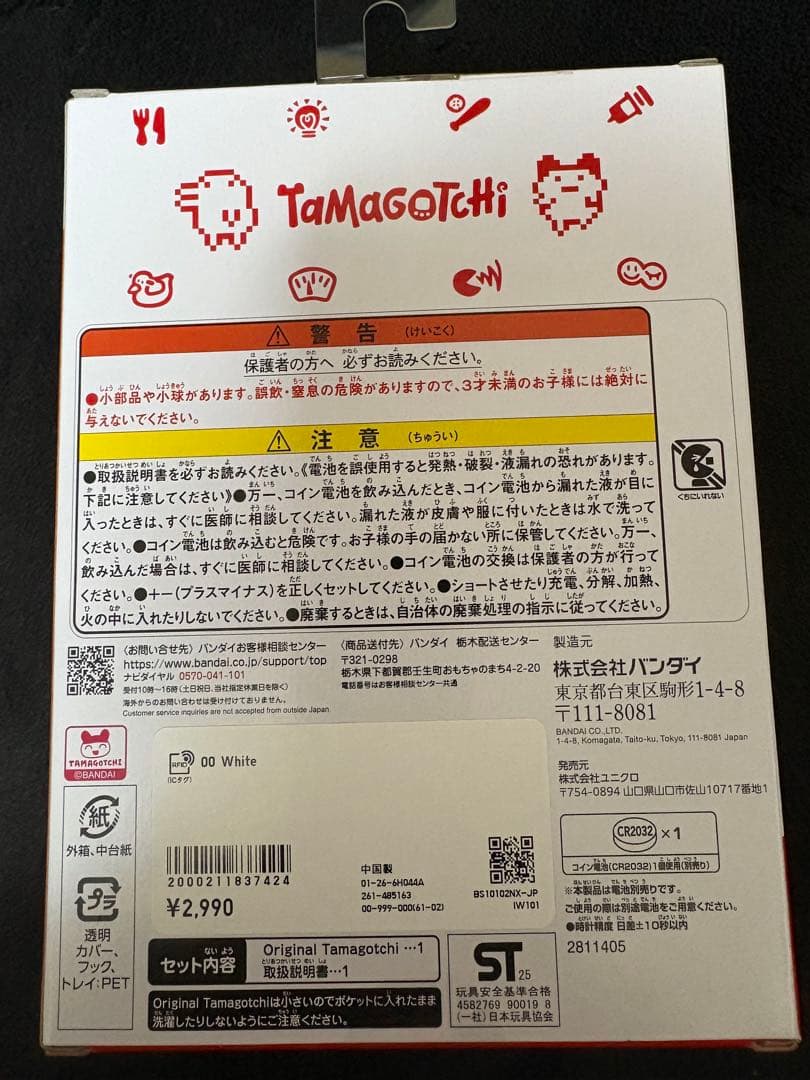 TaMaGOTCHi
警告 (けいこく)
保護者の方へ 必ずお読みください。
●小部品や小球があります。誤飲・窒息の危険がありますので、3才未満のお子様には絶対に
与えないでください。
注意 (ちゅうい)
●取扱説明書を必ずお読みください。《電池を誤使用すると発熱・破裂・液漏れの恐れがあります。
下記に注意してください》●万一、コイン電池を飲み込んだとき、コイン電池から漏れた液が目に
入ったときは、すぐに医師に相談してください。漏れた液が皮膚や服に付いたときは水で洗って
ください。●コイン電池は飲み込むと危険です。お子様の手の届かない所に保管してください。万一、
飲み込んだ場合は、すぐに医師に相談してください。●コイン電池の交換は保護者の方が行って
ください。●+−(プラスマイナス)を正しくセットしてください。●ショートさせたり充電、分解、加熱、
火の中に入れたりしないでください。●廃棄するときは、自治体の廃棄処理の指示に従ってください。
くちにいれない
〈お問い合せ先〉バンダイお客様相談センター
https://www.bandai.co.jp/support/top
ナビダイヤル 0570-041-101
受付10時〜16時(土日祝日、当社指定休業日を除く)
海外からのお問い合わせは受け付けておりません。
Customer service inquiries are not accepted from outside Japan.
〈商品送付先〉バンダイ 栃木配送センター
〒321-0298
栃木県下都賀郡壬生町おもちゃのまち4-2-20
電話番号はお客様相談センター共通
製造元
株式会社バンダイ
東京都台東区駒形1-4-8
〒111-8081
BANDAI CO.,LTD.
1-4-8, Komagata, Taito-ku, Tokyo, 111-8081 Japan
発売元
株式会社ユニクロ
〒754-0894 山口県山口市佐山10717番地1
TAMAGOTCHI
©BANDAI
紙
外箱、中台紙
プラ
透明
カバー、
フック、
トレイ:PET
RFID
(ICタグ)
00 White
2000211837424
¥2,990
中国製
01-26-6H044A
261-485163
00-999-000(61-0Z)
BS10102NX-JP
IW101
CR2032 ×1
コイン電池(CR2032)1個使用(別売り)
※本製品は電池別売りです。
ご使用の際は別途電池をご用意ください。
●時計精度 日差±10秒以内
2811405
セット内容
Original Tamagotchi …1
取扱説明書…1
Original Tamagotchiは小さいのでポケットに入れたまま
洗濯したりしないようにご注意ください。
ST 25
玩具安全基準合格
4582769 90019 8
(一社)日本玩具協会